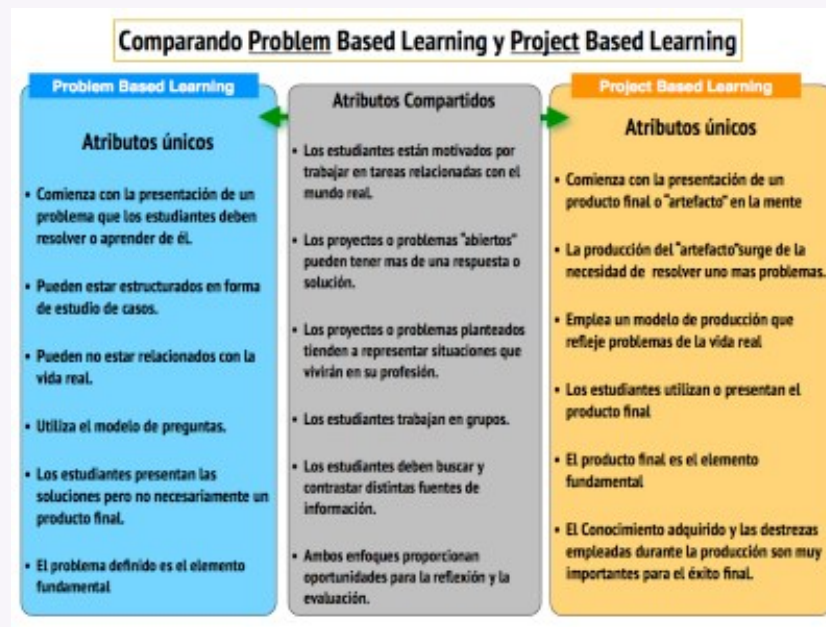 Comparando Problem Based Learning y Project Based Learning
Problem Based Learning
Atributos únicos
• Comienza con la presentación de un
problema que los estudiantes deben
resolver o aprender de él.
• Pueden estar estructurados en forma
de estudio de casos.
• Pueden no estar relacionados con la
vida real.
• Utiliza el modelo de preguntas.
• Los estudiantes presentan las
soluciones pero no necesariamente un
producto final.
• El problema definido es el elemento
fundamental
Atributos Compartidos
• Los estudiantes están motivados por
trabajar en tareas relacionadas con el
mundo real.
• Los proyectos o problemas "abiertos"
pueden tener mas de una respuesta o
solución.
• Los proyectos o problemas planteados
tienden a representar situaciones que
vivirán en su profesión.
• Los estudiantes trabajan en grupos.
• Los estudiantes deben buscar y
contrastar distintas fuentes de
información.
• Ambos enfoques proporcionan
oportunidades para la reflexión y la
evaluación.
Project Based Learning
Atributos únicos
• Comienza con la presentación de un
producto final o "artefacto" en la mente
• La producción del "artefacto"surge de la
necesidad de resolver uno mas problemas.
• Emplea un modelo de producción que
refleje problemas de la vida real
• Los estudiantes utilizan o presentan el
producto final
• El producto final es el elemento
fundamental
• El Conocimiento adquirido y las destrezas
empleadas durante la producción son muy
importantes para el éxito final.